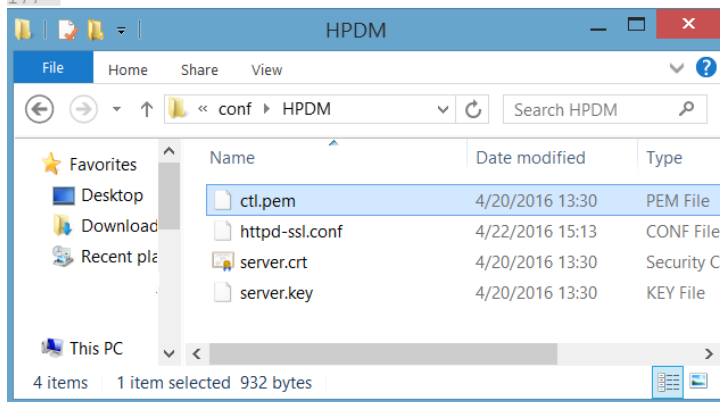 HPDM
File Home Share View
« conf HPDM Search HPDM
Favorites
Desktop
Download
Recent pla
This PC
Name Date modified Type
ctl.pem 4/20/2016 13:30 PEM File
httpd-ssl.conf 4/22/2016 15:13 CONF File
server.crt 4/20/2016 13:30 Security C
server.key 4/20/2016 13:30 KEY File
4 items 1 item selected 932 bytes